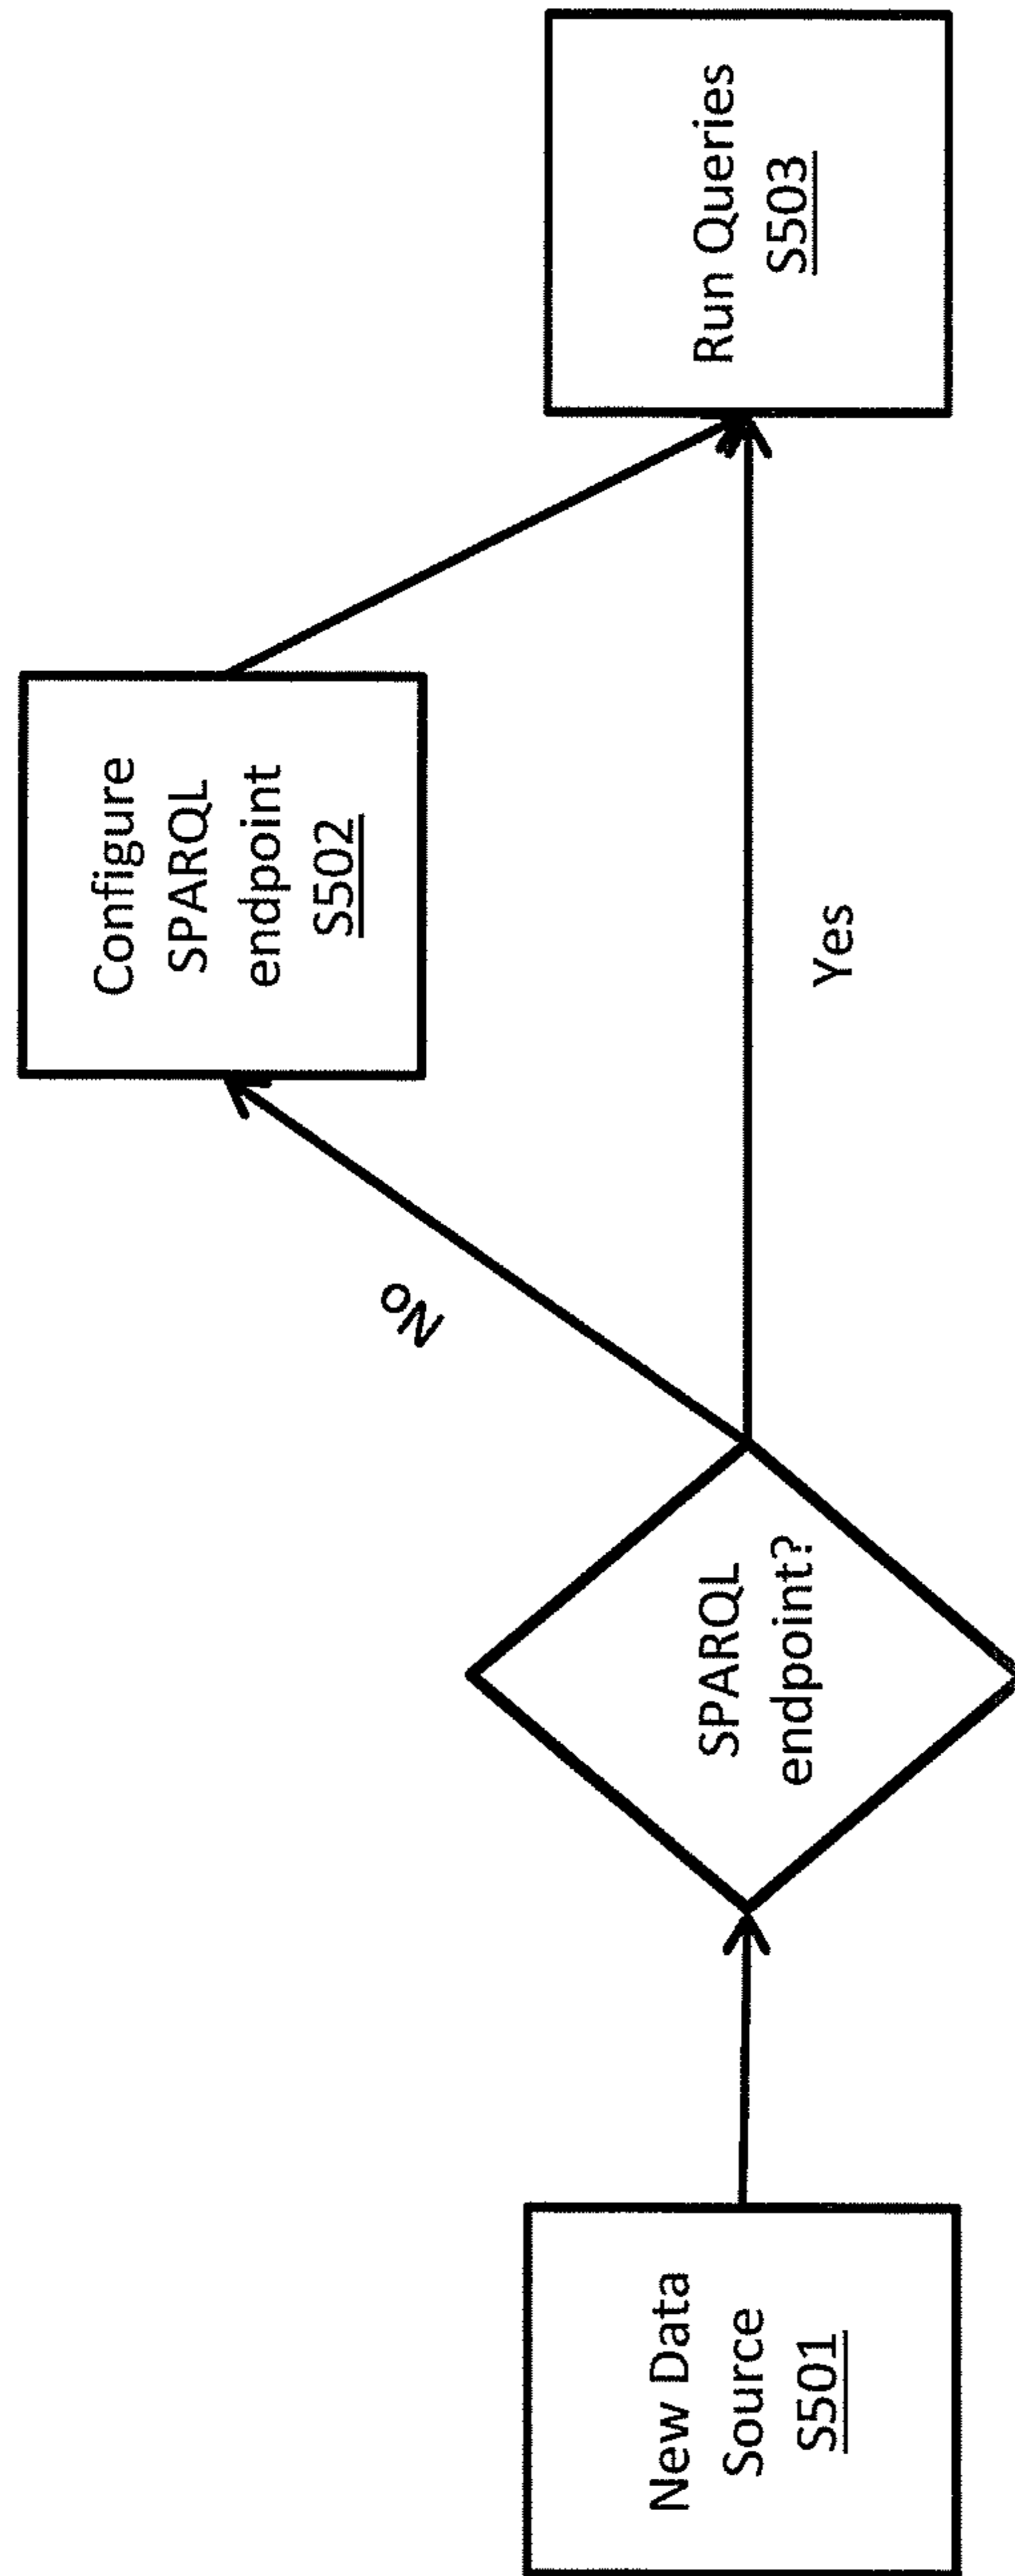 New Data
Source
S501
SPARQL
endpoint?
No
Configure
SPARQL
endpoint
S502
Yes
Run Queries
S503